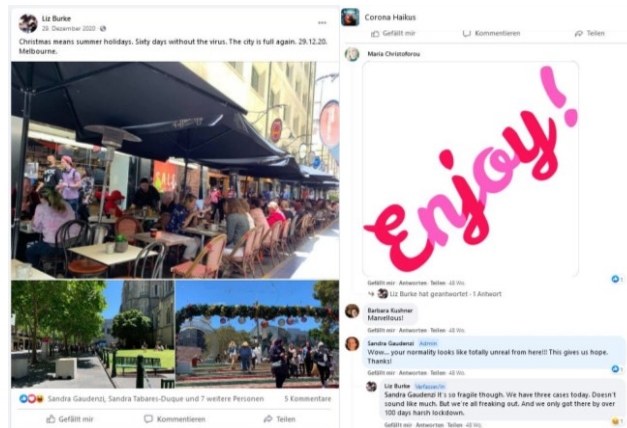 Liz Burke
29. Dezember 2020
Christmas means summer holidays. Sixty days without the virus. The city is full again. 29.12.20.
Melbourne.
SALE
Sandra Gaudenzi, Sandra Tabares-Duque und 7 weitere Personen
5 Kommentare
Gefällt mir
Kommentieren
Teilen
Corona Haikus
Gefällt mir
Kommentieren
Teilen
Maria Christoforou
Enjoy!
Gefällt mir · Antworten · Teilen · 48 Wo.
1
Liz Burke hat geantwortet · 1 Antwort
Barbara Kushner
Marvellous!
Gefällt mir · Antworten · Teilen · 48 Wo.
Sandra Gaudenzi Admin
Wow... your normality looks like totally unreal from here!!! This gives us hope.
Thanks!
1
Gefällt mir · Antworten · Teilen · 48 Wo.
Liz Burke Verfasser/in
Sandra Gaudenzi It's so fragile though. We have three cases today. Doesn't
sound like much. But we're all freaking out. And we only got there by over
100 days harsh lockdown.
1
Gefällt mir · Antworten · Teilen · 48 Wo.